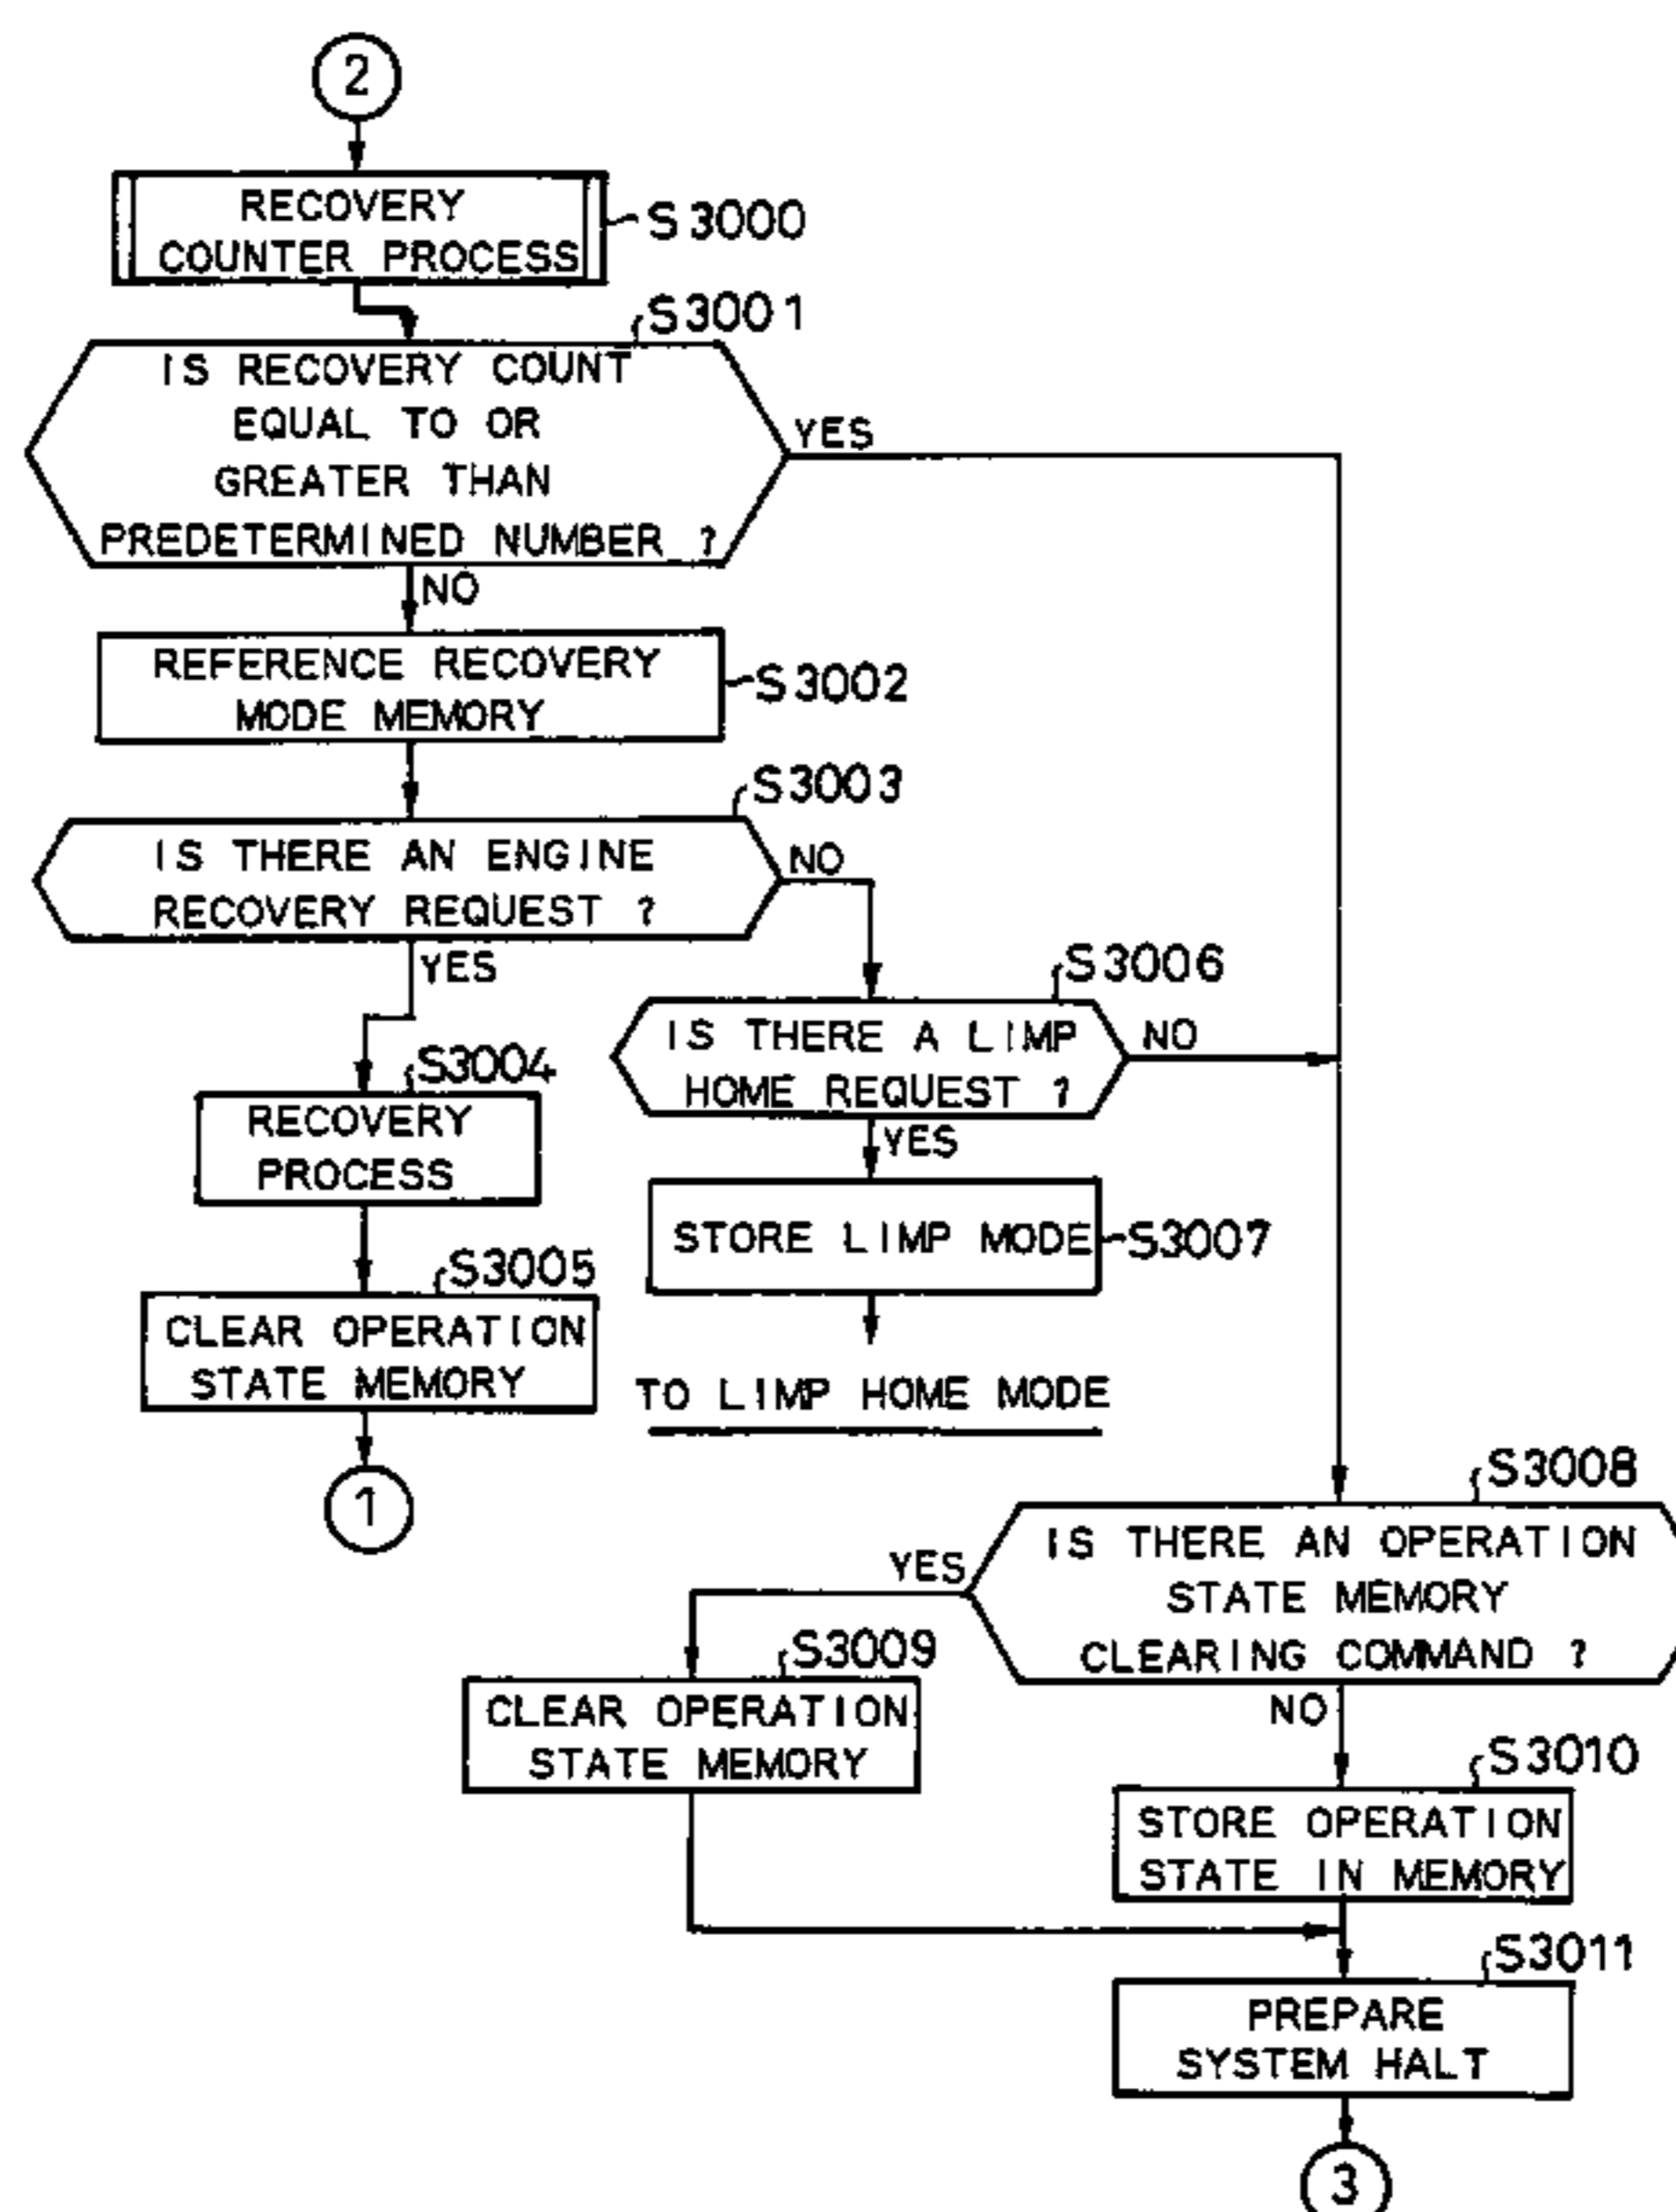 2
RECOVERY
COUNTER PROCESS
S3000
S3001
IS RECOVERY COUNT
EQUAL TO OR
GREATER THAN
PREDETERMINED NUMBER ?
YES
NO
REFERENCE RECOVERY
MODE MEMORY
S3002
S3003
IS THERE AN ENGINE
RECOVERY REQUEST ?
NO
YES
S3006
IS THERE A LIMP
HOME REQUEST ?
NO
YES
S3004
RECOVERY
PROCESS
STORE LIMP MODE
S3007
S3005
CLEAR OPERATION
STATE MEMORY
TO LIMP HOME MODE
1
S3008
IS THERE AN OPERATION
STATE MEMORY
CLEARING COMMAND ?
YES
NO
S3009
CLEAR OPERATION
STATE MEMORY
S3010
STORE OPERATION
STATE IN MEMORY
S3011
PREPARE
SYSTEM HALT
3